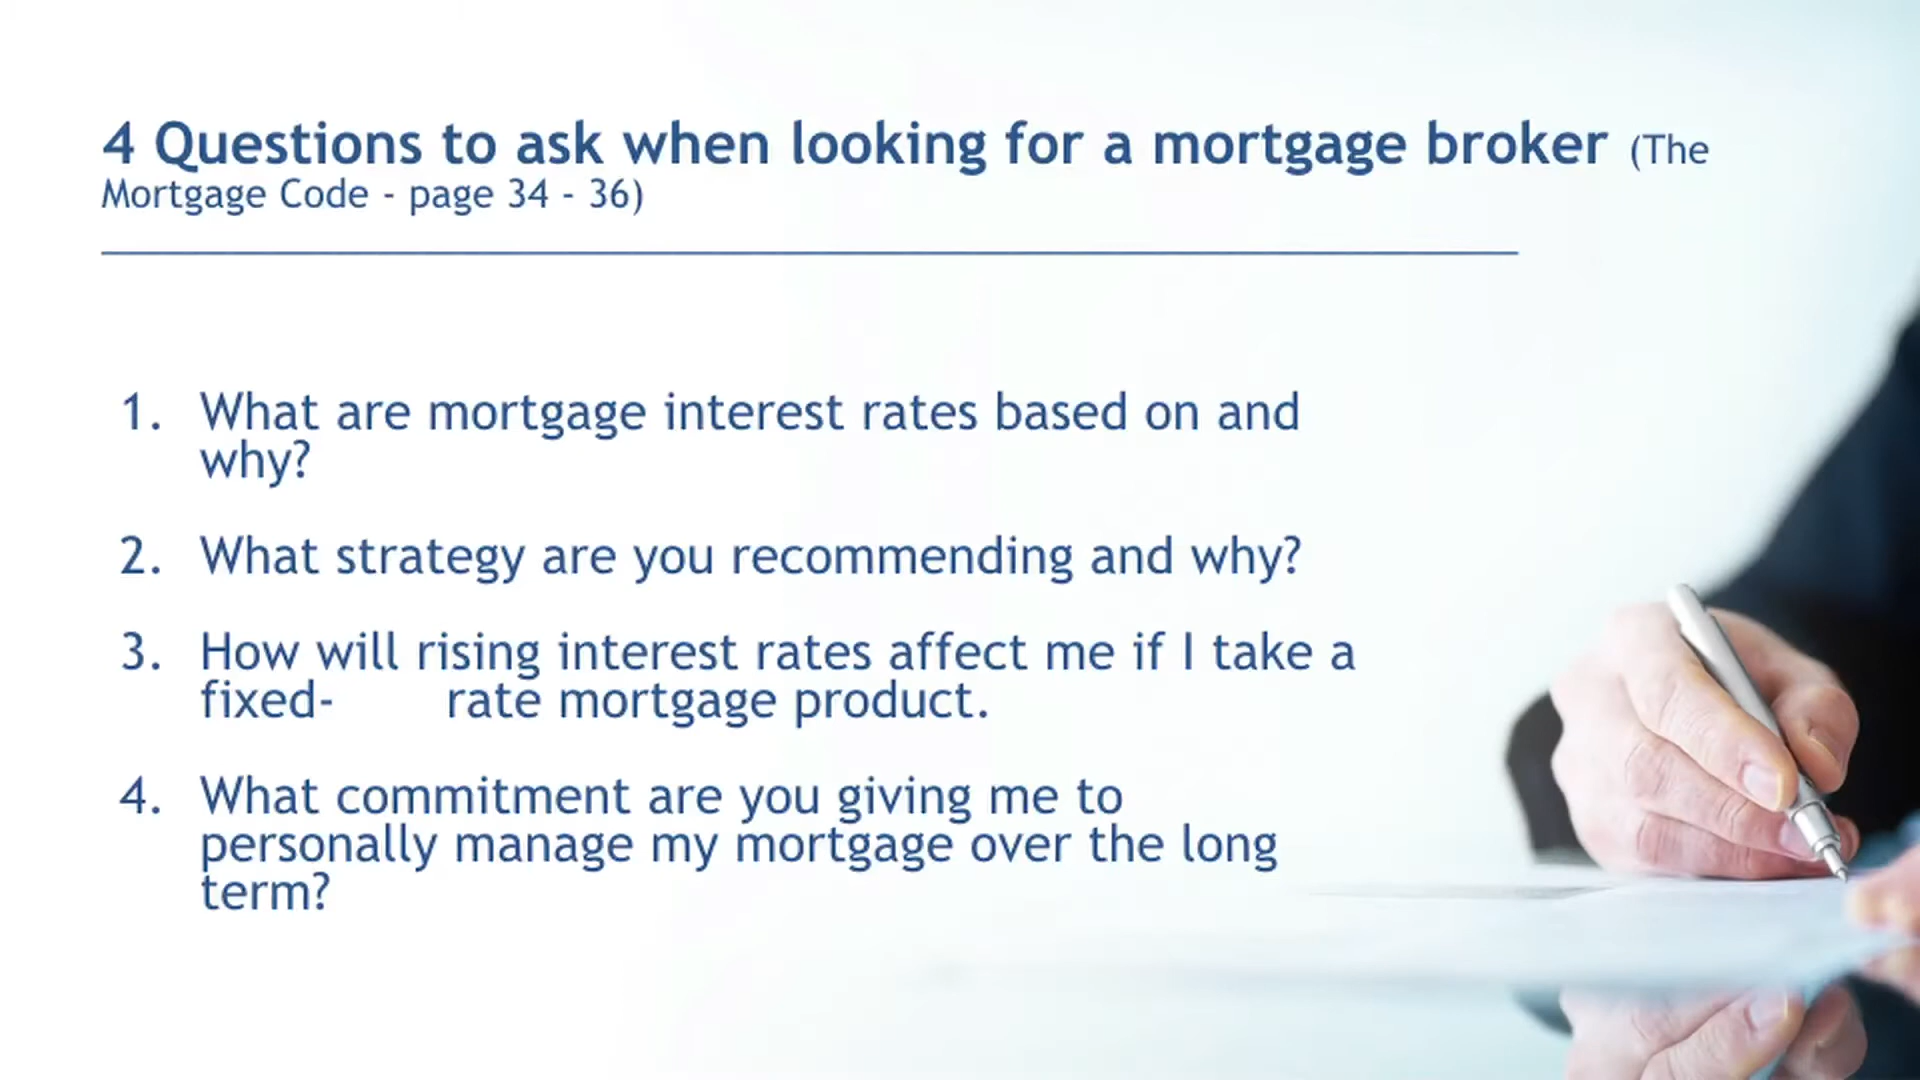 4 Questions to ask when looking for a mortgage broker (The
Mortgage Code - page 34 - 36)
1. What are mortgage interest rates based on and
why?
2. What strategy are you recommending and why?
3. How will rising interest rates affect me if I take a
fixed- rate mortgage product.
4. What commitment are you giving me to
personally manage my mortgage over the long
term?